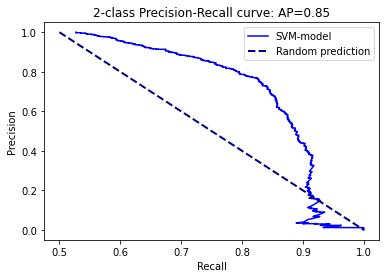 2-class Precision-Recall curve: AP=0.85
SVM-model
Random prediction
Precision
1.0
0.8
0.6
0.4
0.2
0.0
0.5 0.6 0.7 0.8 0.9 1.0
Recall